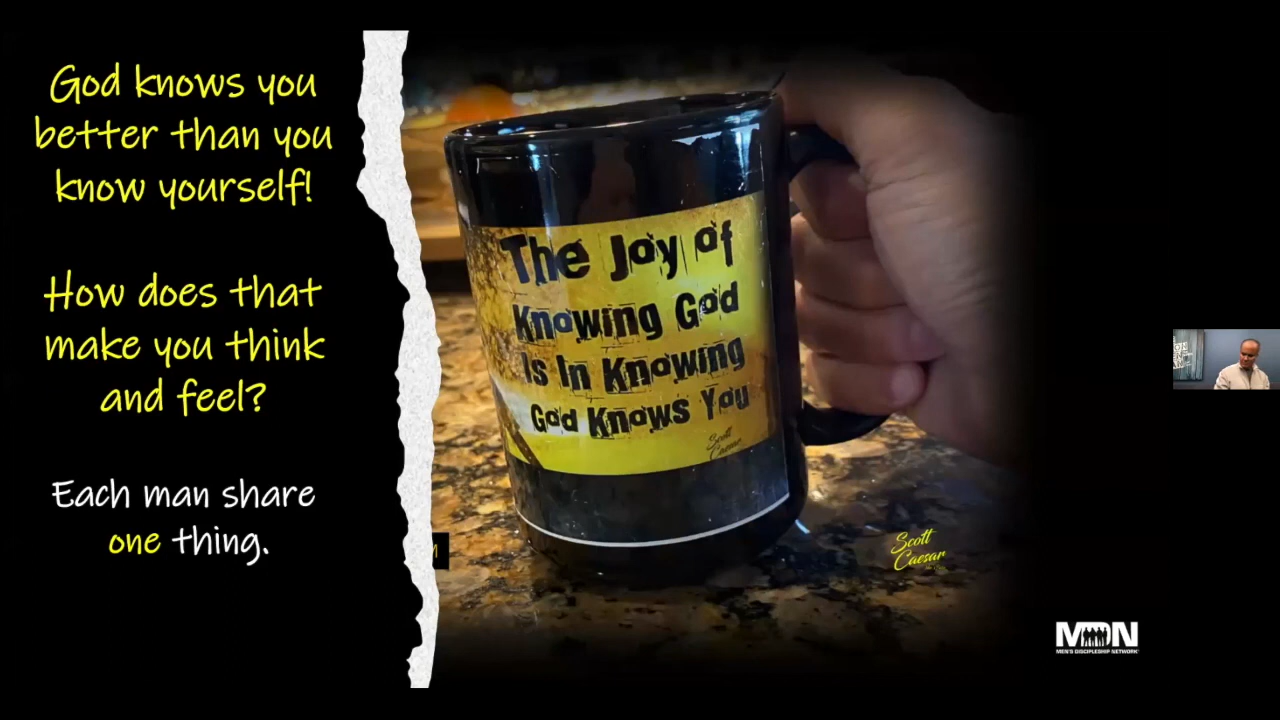 God knows you
better than you
know yourself!
How does that
make you think
and feel?
Each man share
one thing.
The Joy of
Knowing God
Is In Knowing
God Knows You
Scott
Caesar
Scott
Caesar
MDN
MEN'S DISCIPLESHIP NETWORK